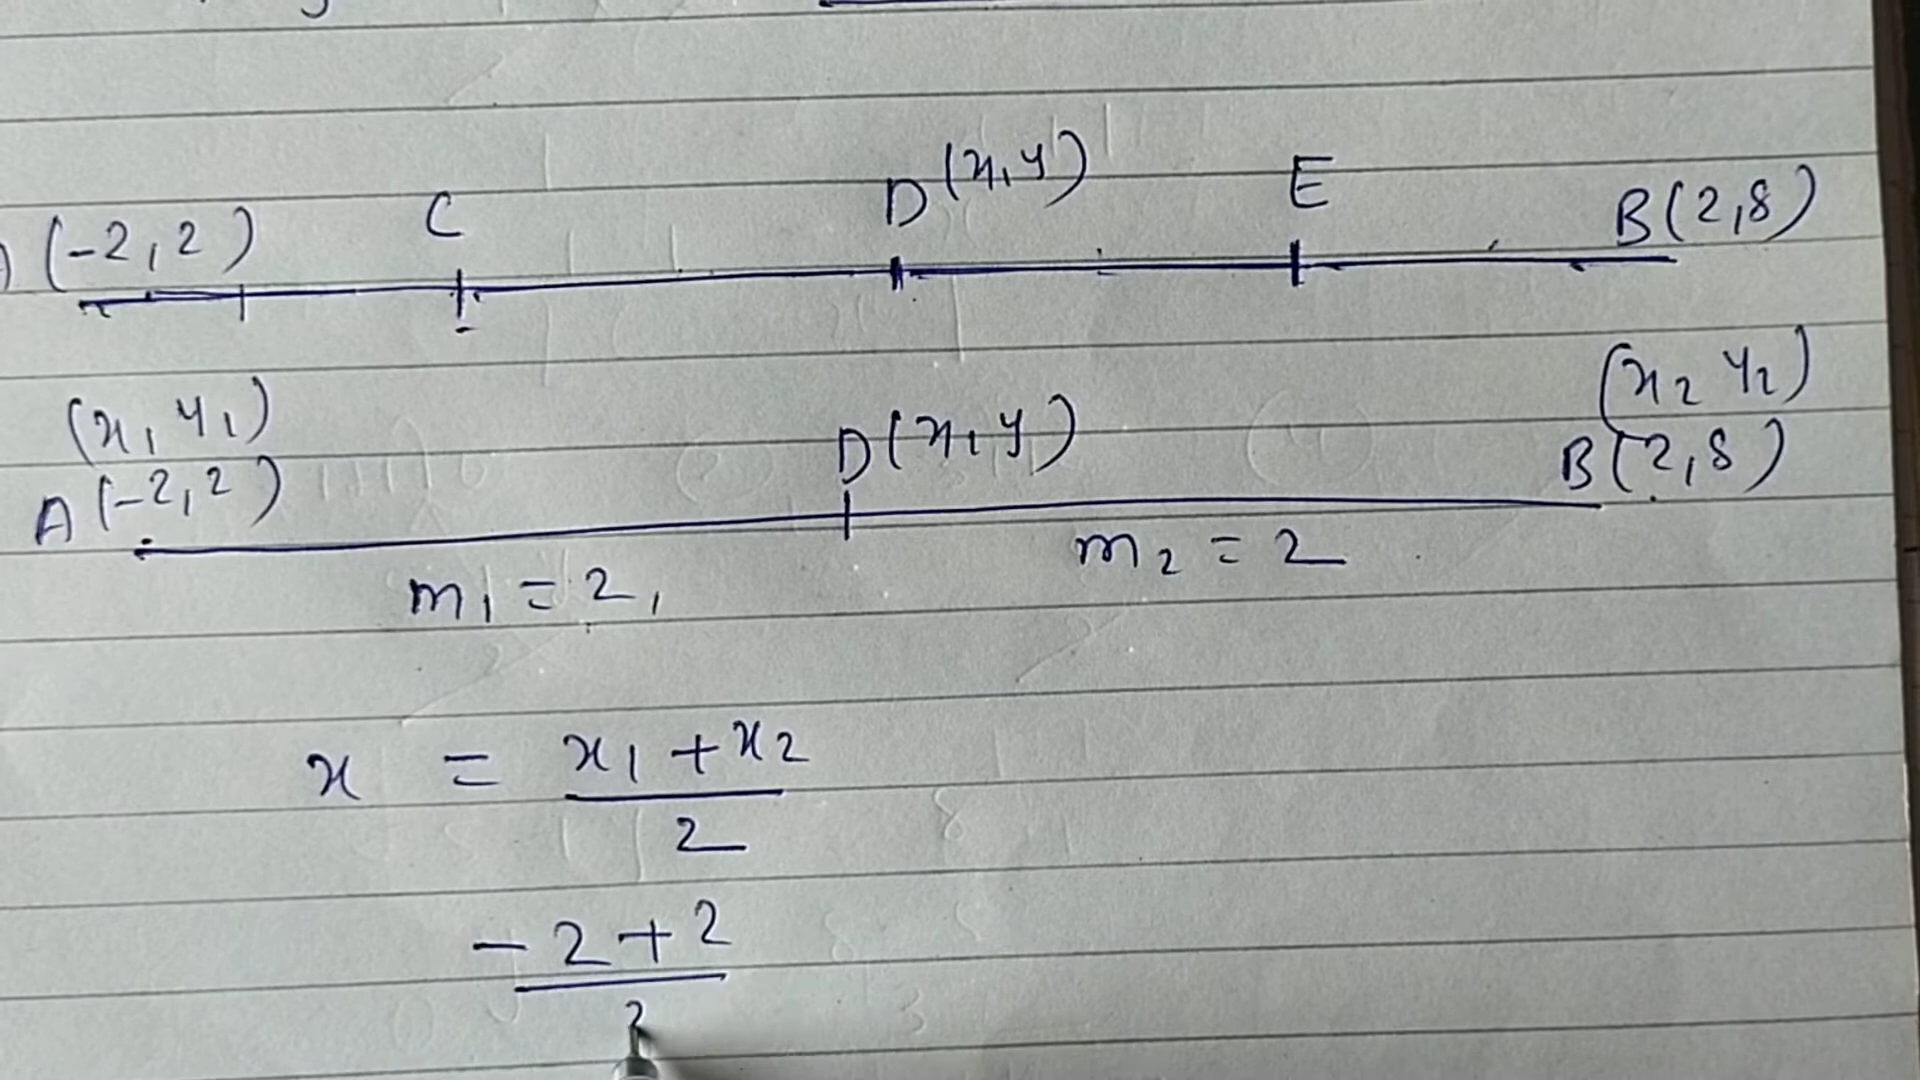 (-2, 2) C D(x, y) E B(2, 8)
(x1 y1) (x2 y2)
A(-2, 2) D(x, y) B(2, 8)
m1 = 2, m2 = 2
x = x1 + x2 / 2
-2 + 2 / 2